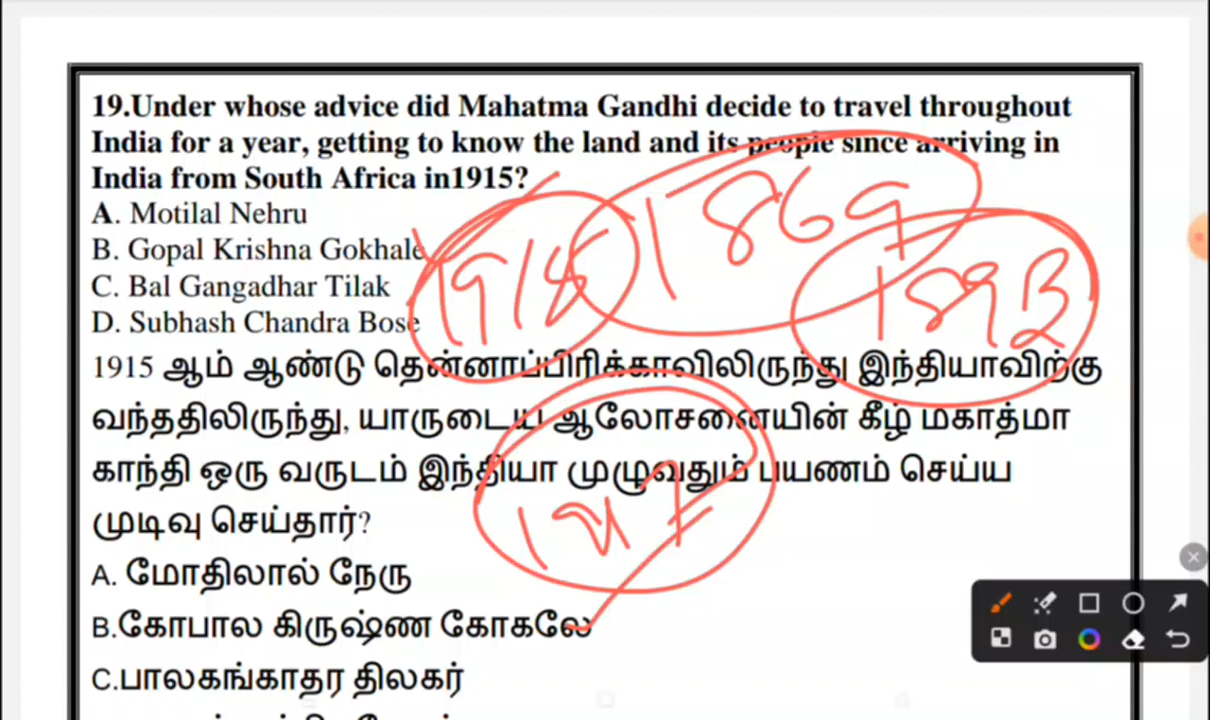 19.Under whose advice did Mahatma Gandhi decide to travel throughout
India for a year, getting to know the land and its people since arriving in
India from South Africa in1915?
A. Motilal Nehru
B. Gopal Krishna Gokhale
C. Bal Gangadhar Tilak
D. Subhash Chandra Bose
1869
1893
1915 ஆம் ஆண்டு தென்னாப்பிரிக்காவிலிருந்து இந்தியாவிற்கு
வந்ததிலிருந்து, யாருடைய ஆலோசனையின் கீழ் மகாத்மா
காந்தி ஒரு வருடம் இந்தியா முழுவதும் பயணம் செய்ய
முடிவு செய்தார்?
A. மோதிலால் நேரு
B.கோபால கிருஷ்ண கோகலே
C.பாலகங்காதர திலகர்